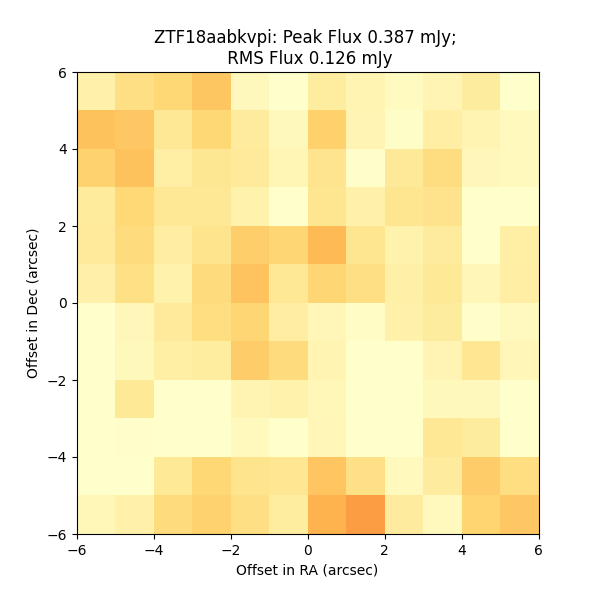 ZTF18aabkvpi: Peak Flux 0.387 mJy;
RMS Flux 0.126 mJy
6
4
2
0
−2
−4
−6
Offset in Dec (arcsec)
−6 −4 −2 0 2 4 6
Offset in RA (arcsec)